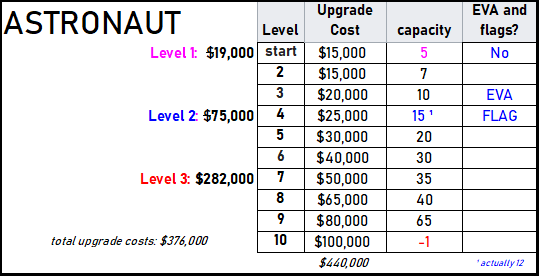 ASTRONAUT
Level Upgrade Cost capacity EVA and flags?
Level 1: $19,000 start $15,000 5 No
2 $15,000 7
3 $20,000 10 EVA
Level 2: $75,000 4 $25,000 15 ¹ FLAG
5 $30,000 20
6 $40,000 30
Level 3: $282,000 7 $50,000 35
8 $65,000 40
9 $80,000 65
total upgrade costs: $376,000 10 $100,000 -1
$440,000 ¹ actually 12